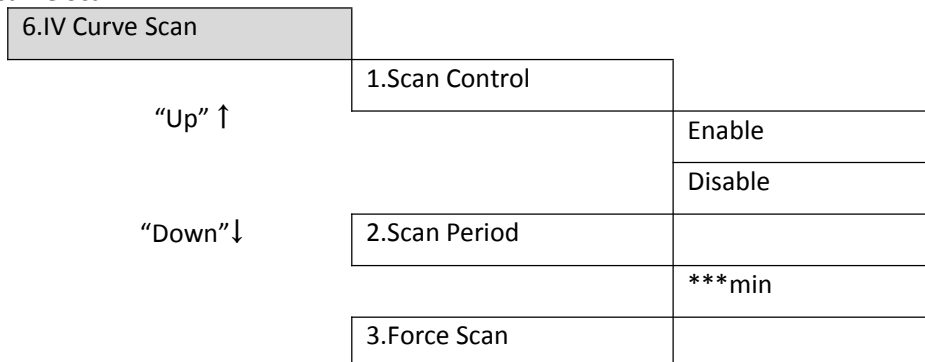 6.IV Curve Scan
1.Scan Control
“Up” ↑
Enable
Disable
“Down”↓
2.Scan Period
***min
3.Force Scan